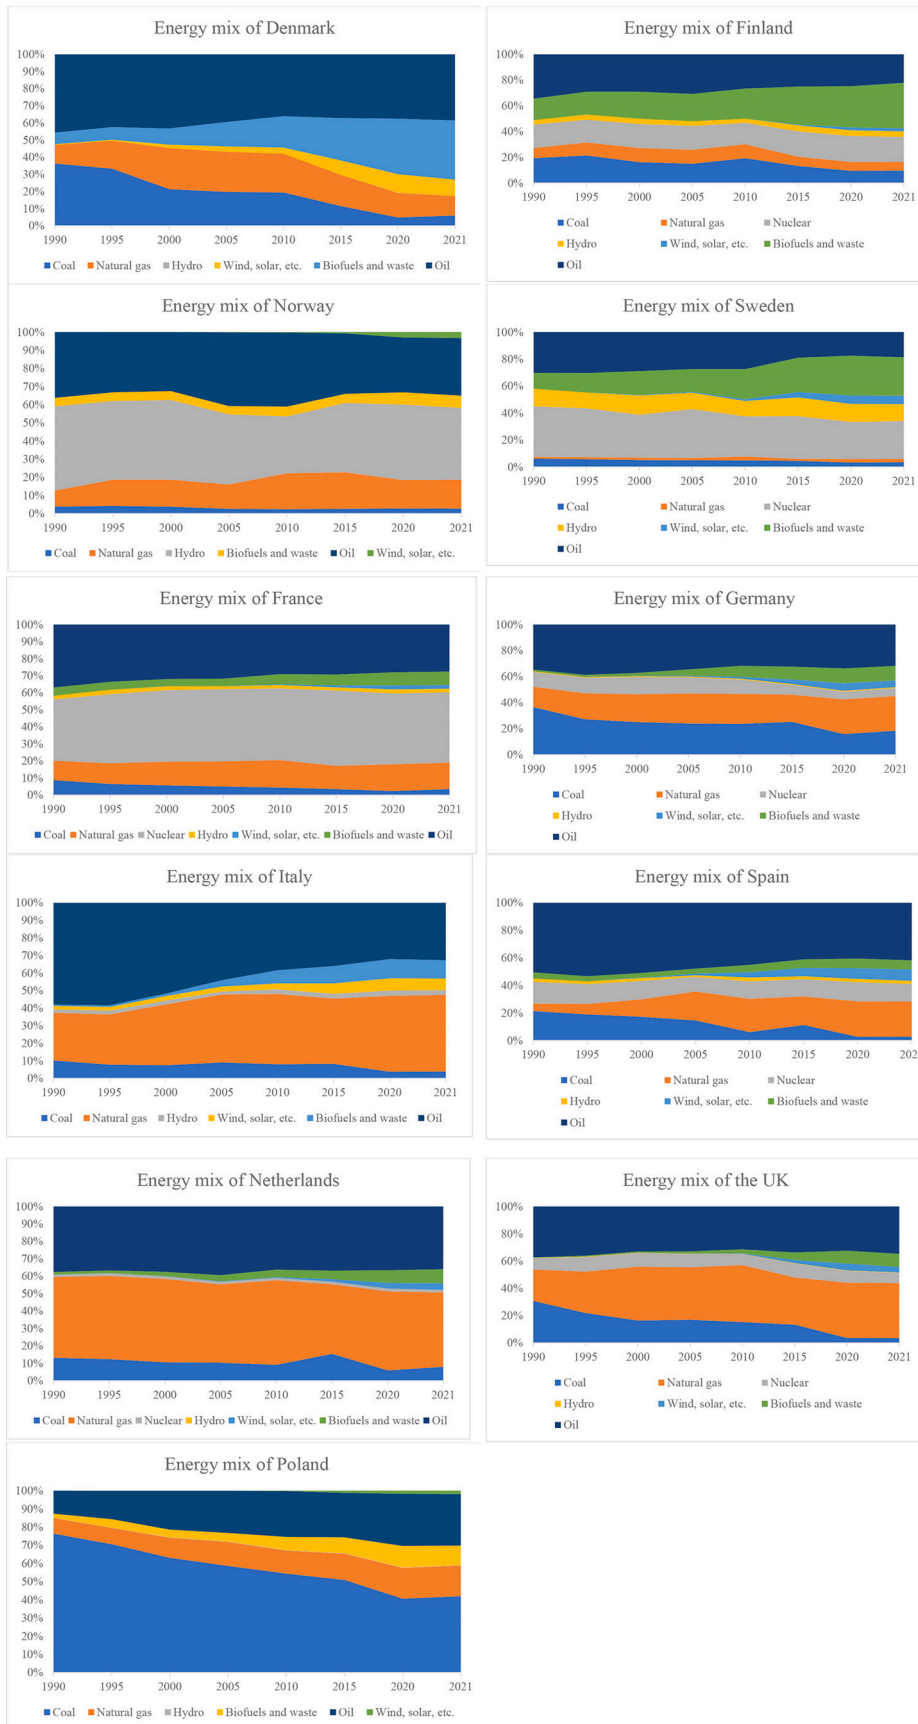 Energy mix of Denmark
100%
90%
80%
70%
60%
50%
40%
30%
20%
10%
0%
1990 1995 2000 2005 2010 2015 2020 2021
Coal Natural gas Hydro Wind, solar, etc. Biofuels and waste Oil
Energy mix of Finland
100%
80%
60%
40%
20%
0%
1990 1995 2000 2005 2010 2015 2020 2021
Coal Natural gas Nuclear
Hydro Wind, solar, etc. Biofuels and waste
Oil
Energy mix of Norway
100%
90%
80%
70%
60%
50%
40%
30%
20%
10%
0%
1990 1995 2000 2005 2010 2015 2020 2021
Coal Natural gas Hydro Biofuels and waste Oil Wind, solar, etc.
Energy mix of Sweden
100%
80%
60%
40%
20%
0%
1990 1995 2000 2005 2010 2015 2020 2021
Coal Natural gas Nuclear
Hydro Wind, solar, etc. Biofuels and waste
Oil
Energy mix of France
100%
90%
80%
70%
60%
50%
40%
30%
20%
10%
0%
1990 1995 2000 2005 2010 2015 2020 2021
Coal Natural gas Nuclear Hydro Wind, solar, etc. Biofuels and waste Oil
Energy mix of Germany
100%
80%
60%
40%
20%
0%
1990 1995 2000 2005 2010 2015 2020 2021
Coal Natural gas Nuclear
Hydro Wind, solar, etc. Biofuels and waste
Oil
Energy mix of Italy
100%
90%
80%
70%
60%
50%
40%
30%
20%
10%
0%
1990 1995 2000 2005 2010 2015 2020 2021
Coal Natural gas Hydro Wind, solar, etc. Biofuels and waste Oil
Energy mix of Spain
100%
80%
60%
40%
20%
0%
1990 1995 2000 2005 2010 2015 2020 2021
Coal Natural gas Nuclear
Hydro Wind, solar, etc. Biofuels and waste
Oil
Energy mix of Netherlands
100%
90%
80%
70%
60%
50%
40%
30%
20%
10%
0%
1990 1995 2000 2005 2010 2015 2020 2021
Coal Natural gas Nuclear Hydro Wind, solar, etc. Biofuels and waste Oil
Energy mix of the UK
100%
80%
60%
40%
20%
0%
1990 1995 2000 2005 2010 2015 2020 2021
Coal Natural gas Nuclear
Hydro Wind, solar, etc. Biofuels and waste
Oil
Energy mix of Poland
100%
90%
80%
70%
60%
50%
40%
30%
20%
10%
0%
1990 1995 2000 2005 2010 2015 2020 2021
Coal Natural gas Hydro Biofuels and waste Oil Wind, solar, etc.